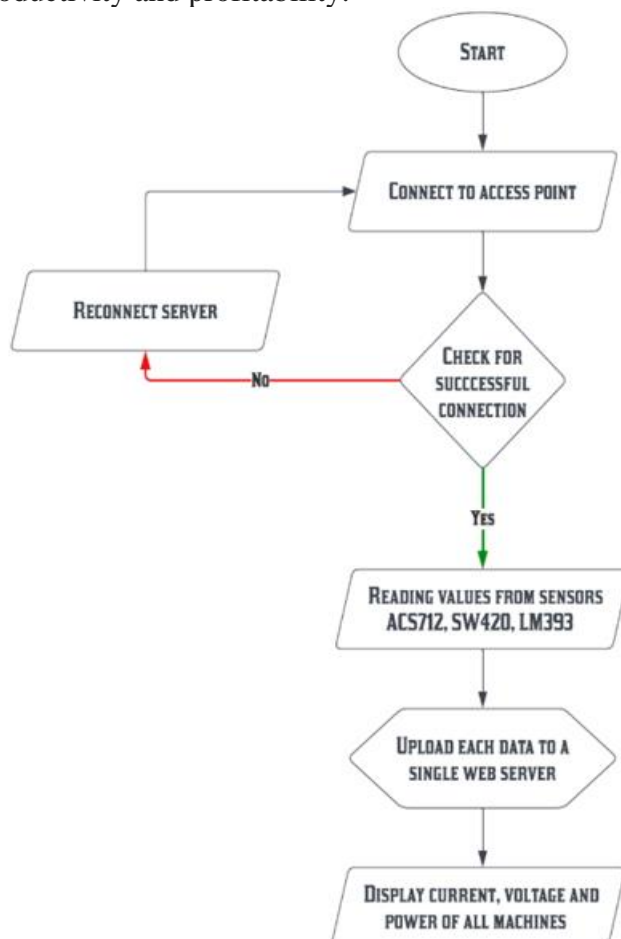 oductivity and profitability.
START
CONNECT TO ACCESS POINT
RECONNECT SERVER
CHECK FOR
SUCCCESSFUL
CONNECTION
NO
YES
READING VALUES FROM SENSORS
ACS712, SW420, LM393
UPLOAD EACH DATA TO A
SINGLE WEB SERVER
DISPLAY CURRENT, VOLTAGE AND
POWER OF ALL MACHINES